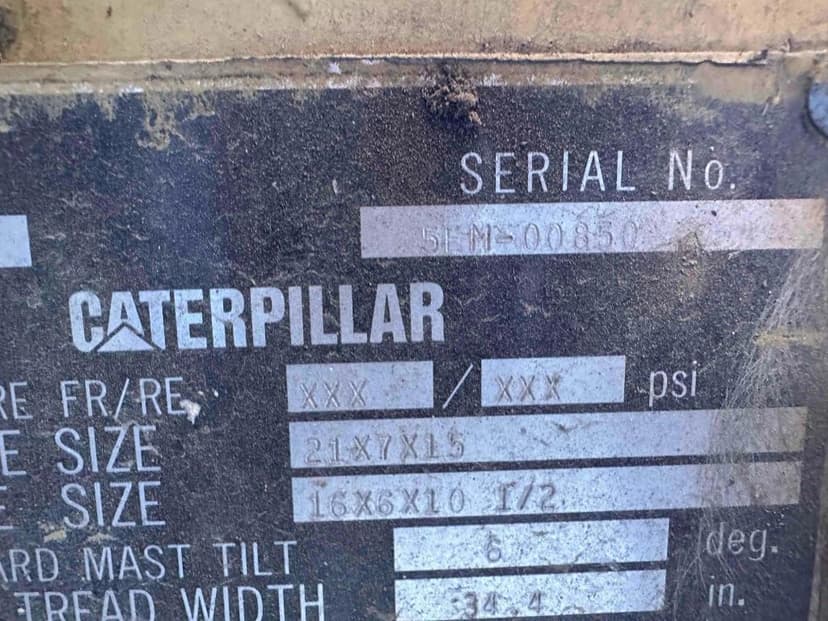 SERIAL No.
5EM-00850
CATERPILLAR
RE FR/RE XXX / XXX psi
E SIZE 21X7X15
E SIZE 16X6X10 1/2
ARD MAST TILT 6 deg.
TREAD WIDTH 34.4 in.